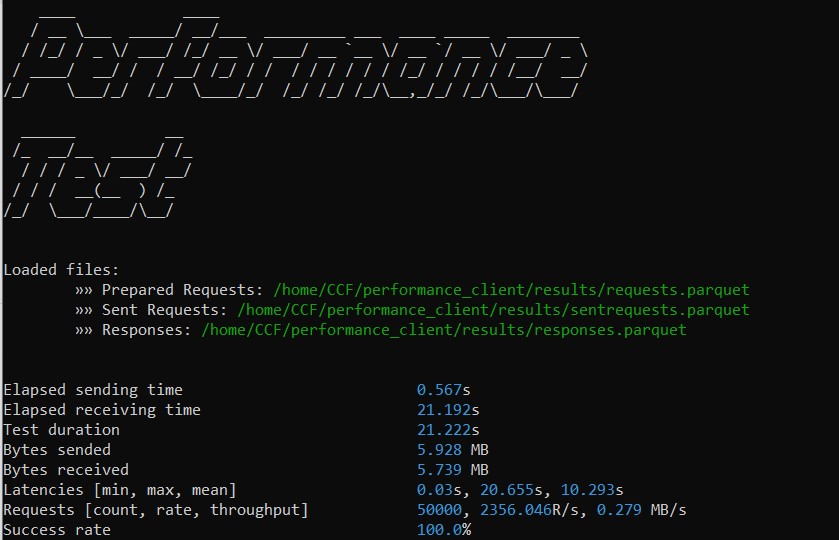 Performance
Test
Loaded files:
»» Prepared Requests: /home/CCF/performance_client/results/requests.parquet
»» Sent Requests: /home/CCF/performance_client/results/sentrequests.parquet
»» Responses: /home/CCF/performance_client/results/responses.parquet
Elapsed sending time 0.567s
Elapsed receiving time 21.192s
Test duration 21.222s
Bytes sent 5.928 MB
Bytes received 5.739 MB
Latencies [min, max, mean] 0.03s, 20.655s, 10.293s
Requests [count, rate, throughput] 50000, 2356.046R/s, 0.279 MB/s
Success rate 100.0%